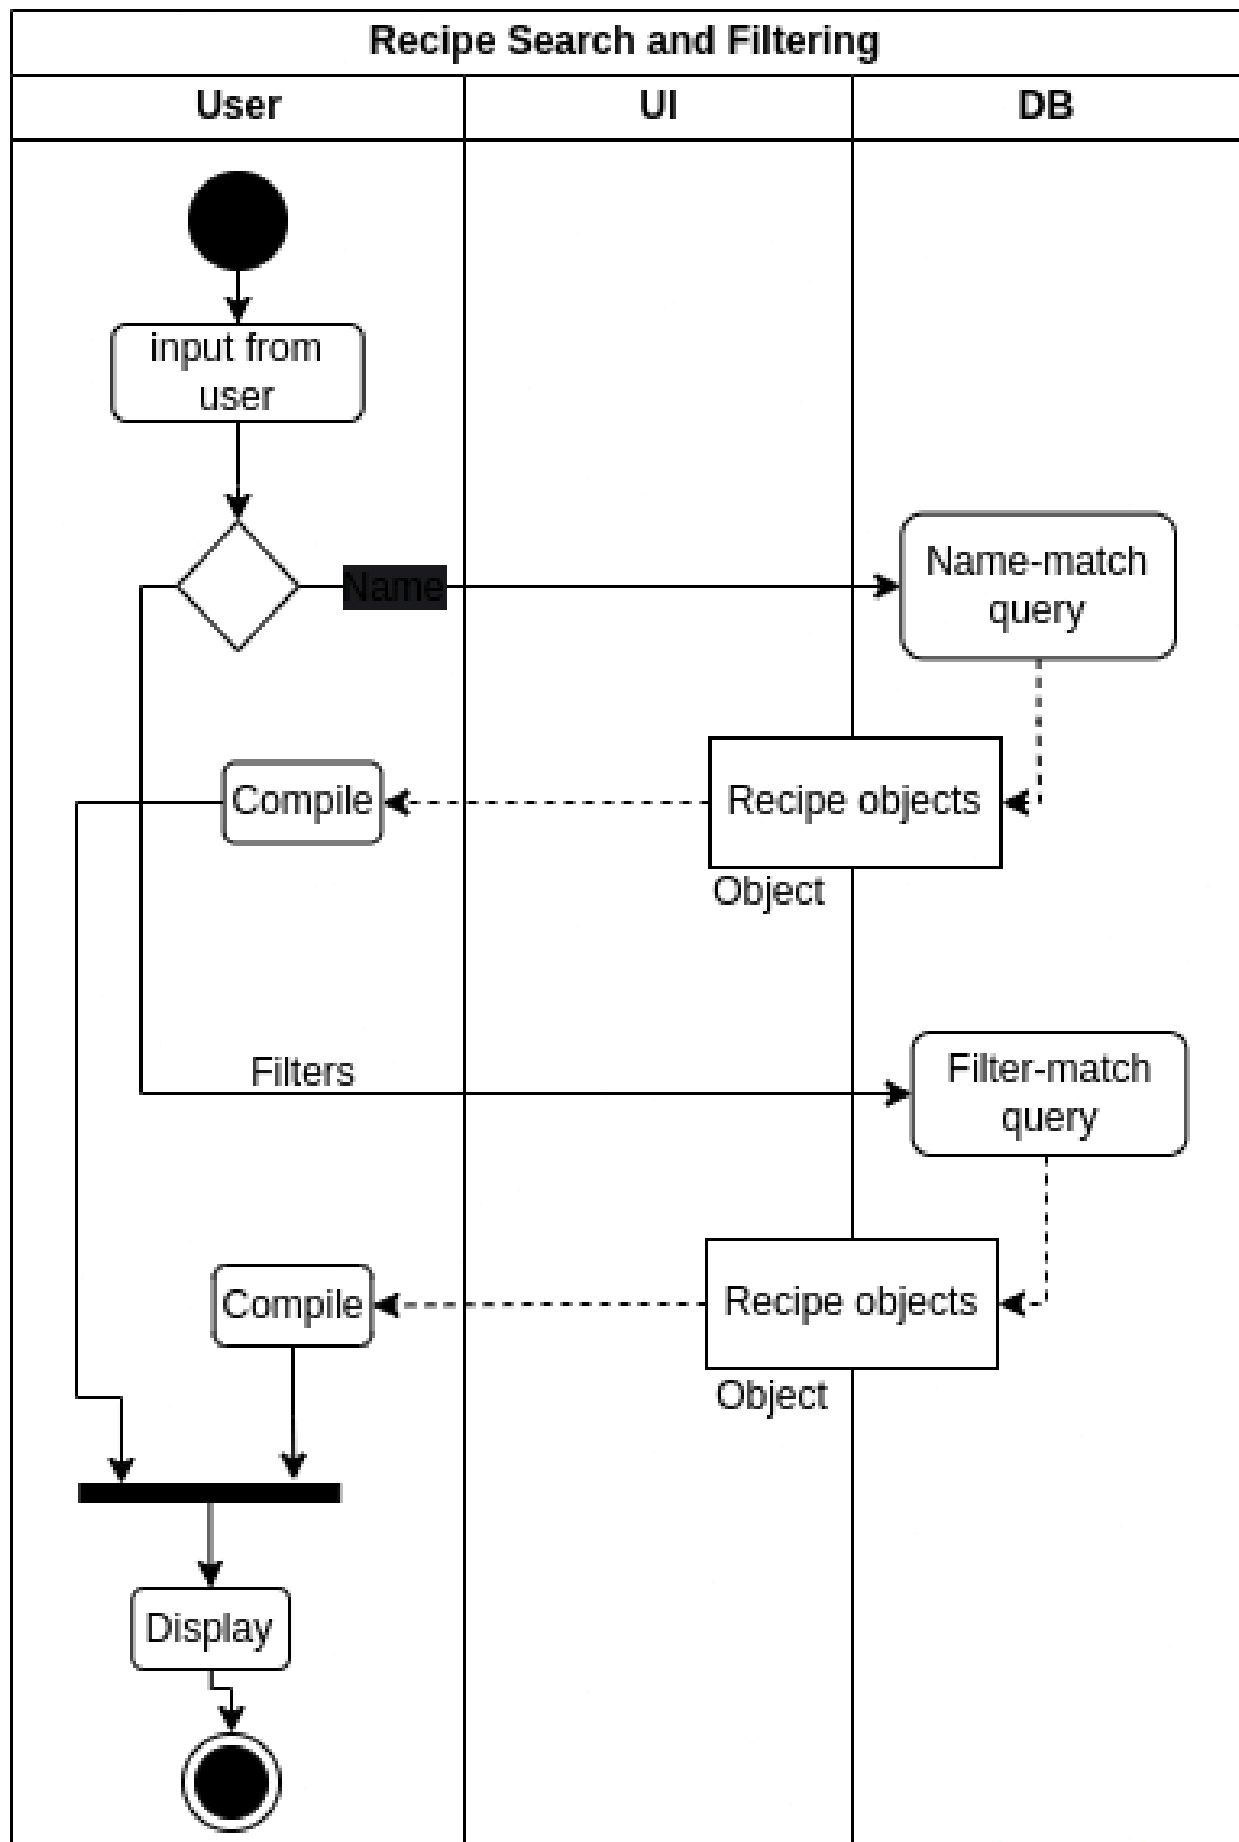 Recipe Search and Filtering
User
UI
DB
input from
user
Name
Name-match
query
Compile
Recipe objects
Object
Filters
Filter-match
query
Compile
Recipe objects
Object
Display